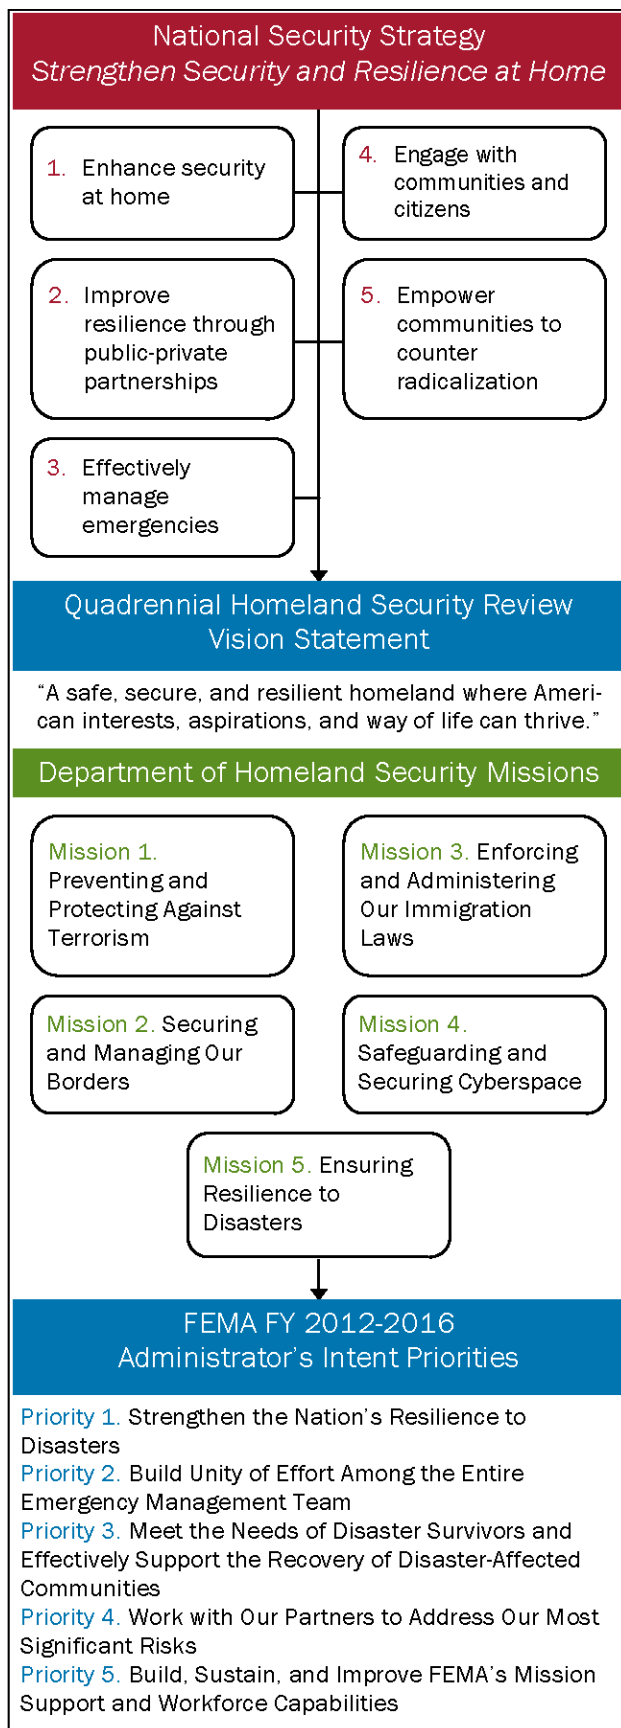 National Security Strategy
Strengthen Security and Resilience at Home
1. Enhance security
at home
2. Improve
resilience through
public-private
partnerships
3. Effectively
manage
emergencies
4. Engage with
communities and
citizens
5. Empower
communities to
counter
radicalization
Quadrennial Homeland Security Review
Vision Statement
“A safe, secure, and resilient homeland where Ameri-
can interests, aspirations, and way of life can thrive.”
Department of Homeland Security Missions
Mission 1.
Preventing and
Protecting Against
Terrorism
Mission 2. Securing
and Managing Our
Borders
Mission 3. Enforcing
and Administering
Our Immigration
Laws
Mission 4.
Safeguarding and
Securing Cyberspace
Mission 5. Ensuring
Resilience to
Disasters
FEMA FY 2012-2016
Administrator’s Intent Priorities
Priority 1. Strengthen the Nation’s Resilience to
Disasters
Priority 2. Build Unity of Effort Among the Entire
Emergency Management Team
Priority 3. Meet the Needs of Disaster Survivors and
Effectively Support the Recovery of Disaster-Affected
Communities
Priority 4. Work with Our Partners to Address Our Most
Significant Risks
Priority 5. Build, Sustain, and Improve FEMA’s Mission
Support and Workforce Capabilities